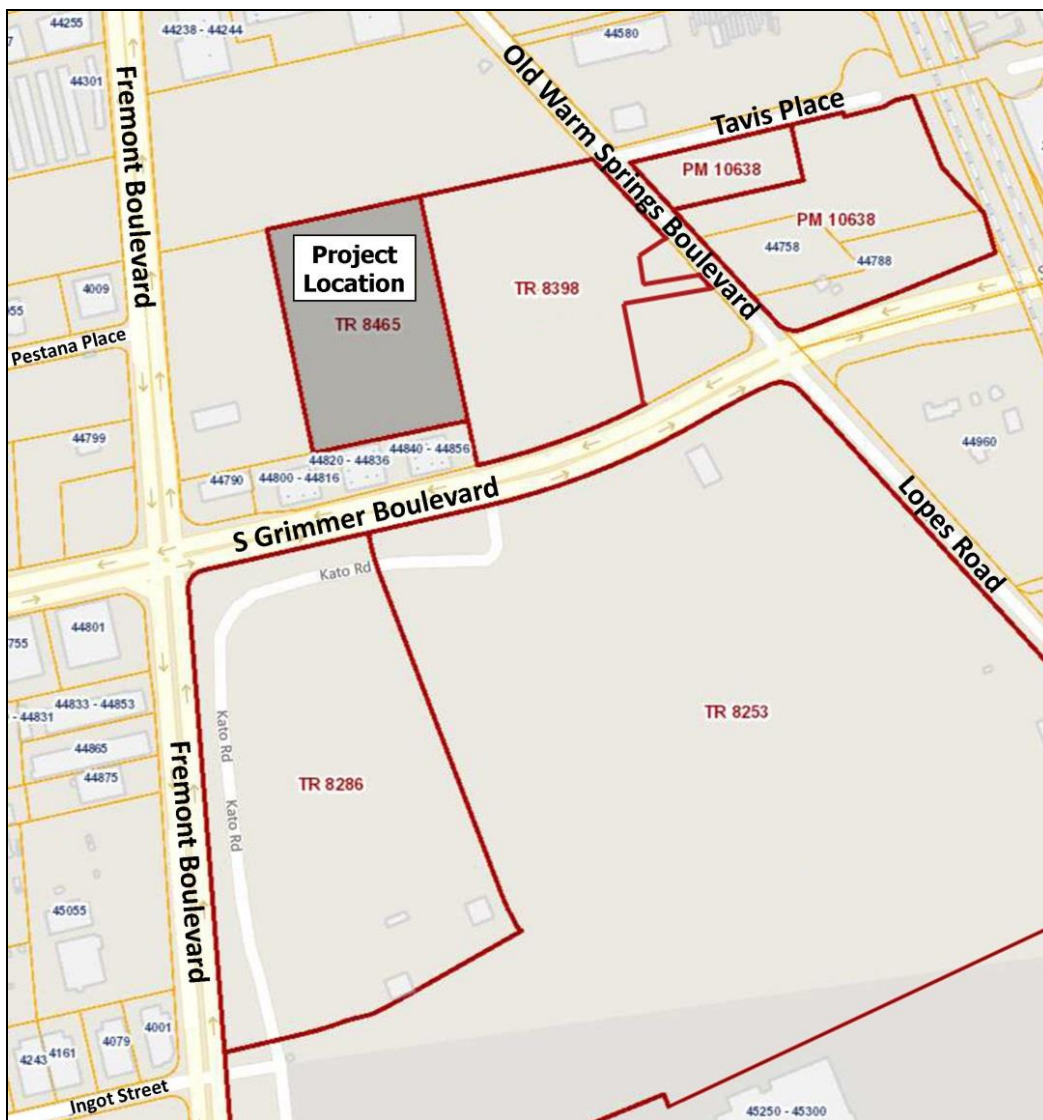 44255
44238 - 44244
44580
7
44301
Fremont Boulevard
Old Warm Springs Boulevard
Tavis Place
PM 10638
PM 10638
Project
Location
TR 8465
TR 8398
44758
44788
4009
055
Pestana Place
44799
44840 - 44856
44820 - 44836
44800 - 44816
44790
44960
S Grimmer Boulevard
Lopes Road
Kato Rd
44801
755
44833 - 44853
- 44831
44865
44875
Kato Rd
Kato Rd
TR 8253
TR 8286
Fremont Boulevard
45055
4001
4079
4161
4243
Ingot Street
45250 - 45300